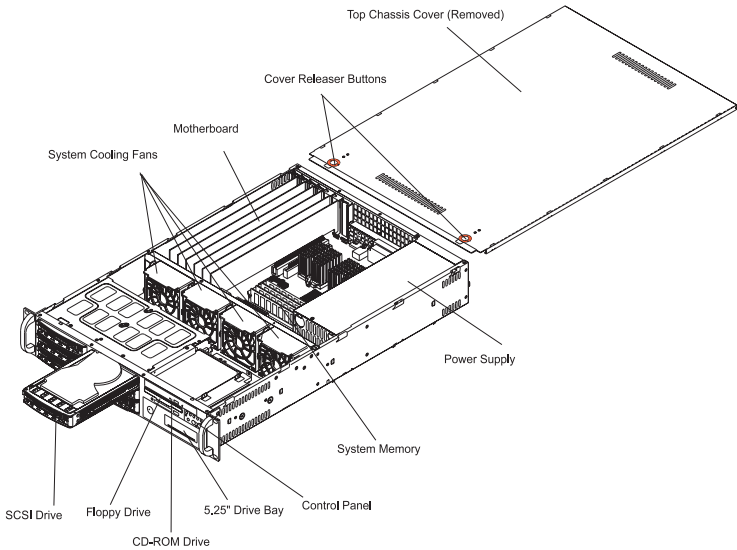 Top Chassis Cover (Removed)
Cover Releaser Buttons
Motherboard
System Cooling Fans
Power Supply
System Memory
Control Panel
5.25" Drive Bay
Floppy Drive
SCSI Drive
CD-ROM Drive